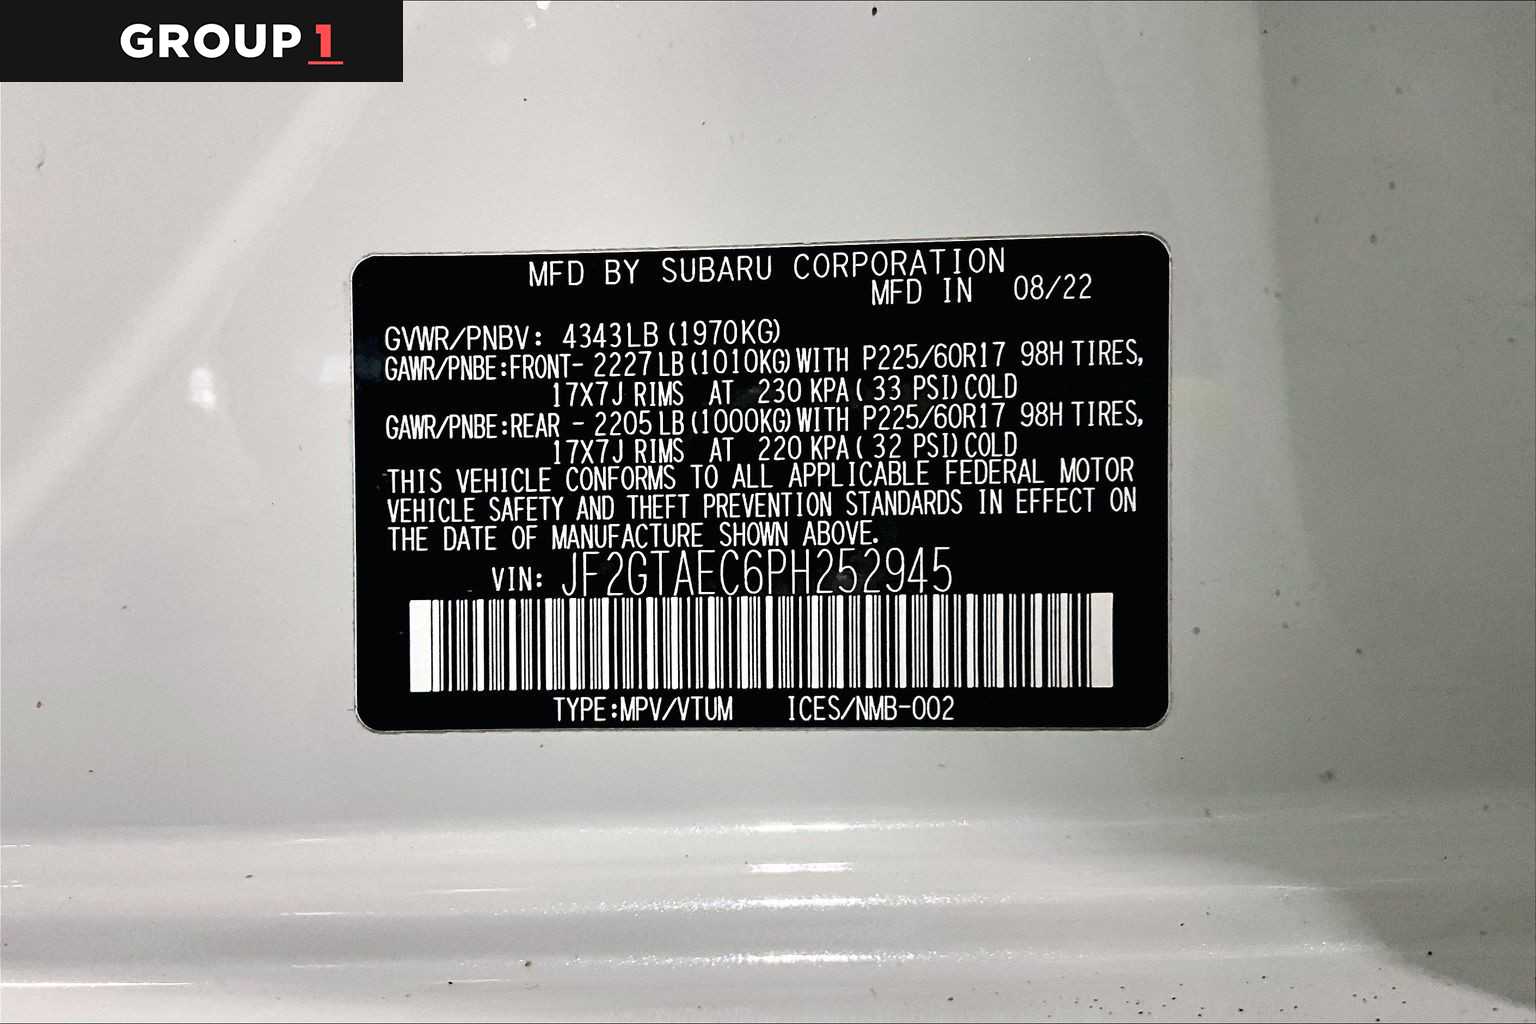 GROUP 1
MFD BY SUBARU CORPORATION
MFD IN 08/22
GVWR/PNBV: 4343LB (1970KG)
GAWR/PNBE:FRONT- 2227 LB (1010KG) WITH P225/60R17 98H TIRES,
17X7J RIMS AT 230 KPA ( 33 PSI) COLD
GAWR/PNBE:REAR - 2205 LB (1000KG) WITH P225/60R17 98H TIRES,
17X7J RIMS AT 220 KPA ( 32 PSI) COLD
THIS VEHICLE CONFORMS TO ALL APPLICABLE FEDERAL MOTOR
VEHICLE SAFETY AND THEFT PREVENTION STANDARDS IN EFFECT ON
THE DATE OF MANUFACTURE SHOWN ABOVE.
VIN: JF2GTAEC6PH252945
TYPE:MPV/VTUM ICES/NMB-002